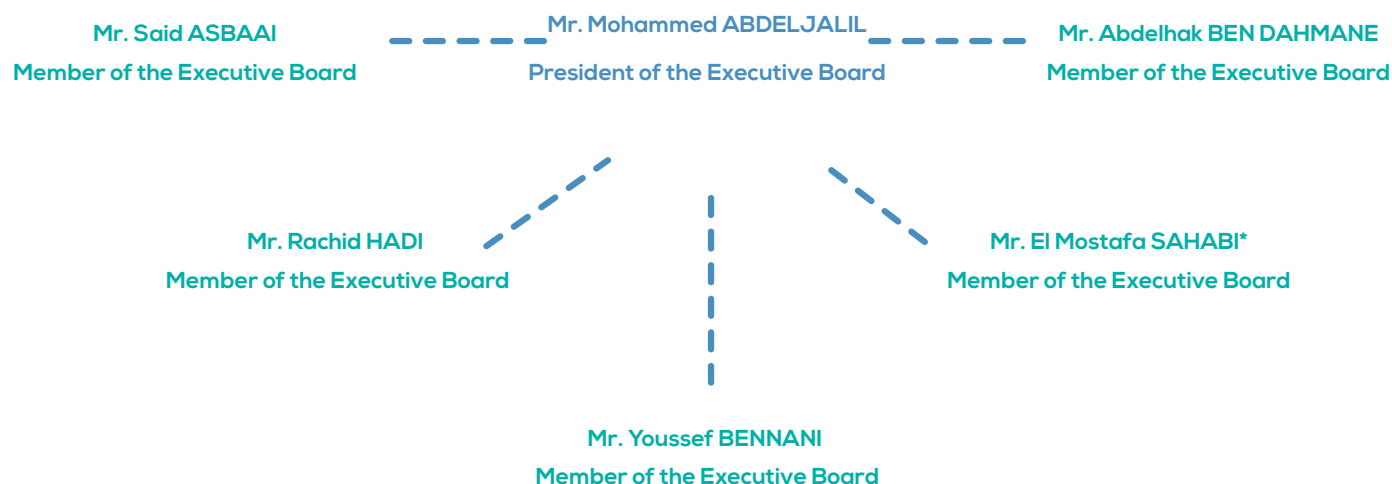 Mr. Said ASBAAI
Member of the Executive Board
Mr. Mohammed ABDELJALIL
President of the Executive Board
Mr. Abdelhak BEN DAHMANE
Member of the Executive Board
Mr. Rachid HADI
Member of the Executive Board
Mr. El Mostafa SAHABI*
Member of the Executive Board
Mr. Youssef BENNANI
Member of the Executive Board